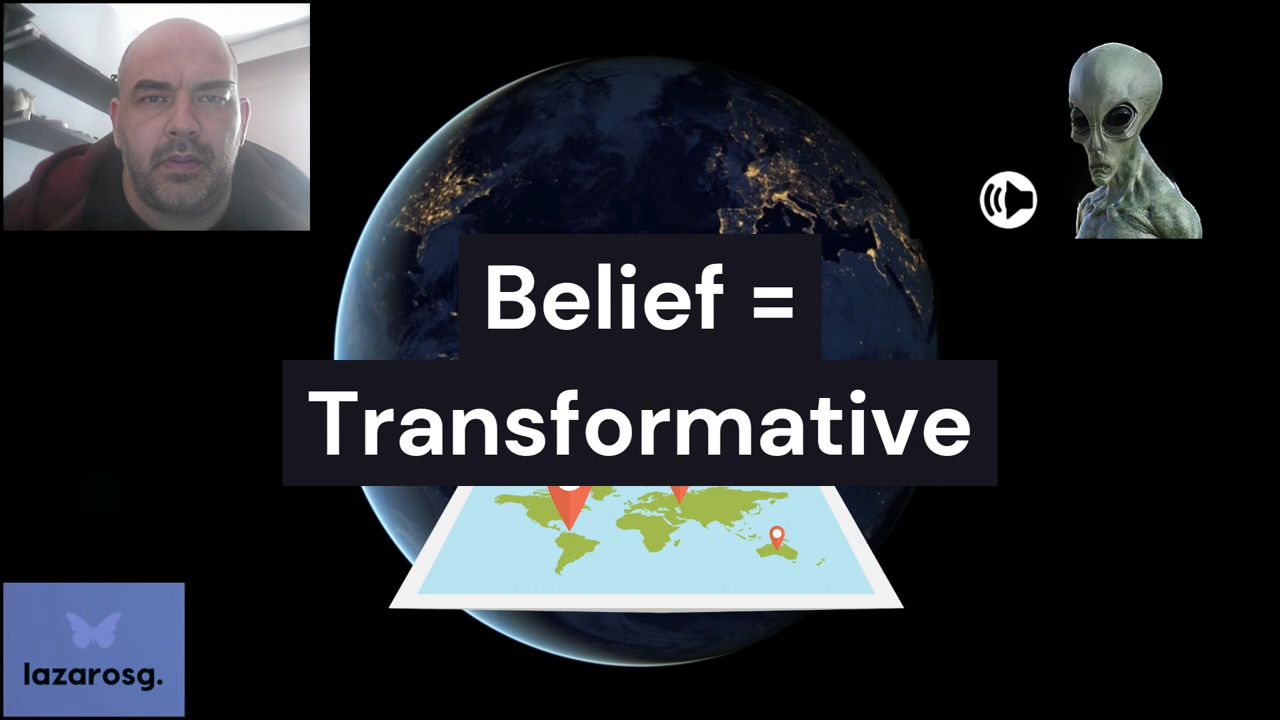 Belief =
Transformative
lazarosg.